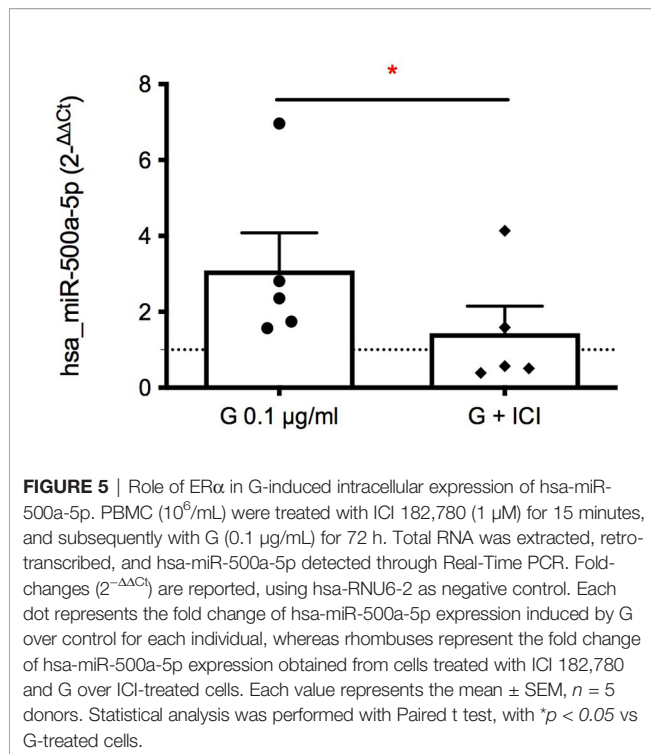 *
hsa_miR-500a-5p (2-ΔΔCt)
8
6
4
2
0
G 0.1 µg/ml G + ICI
FIGURE 5 | Role of ERα in G-induced intracellular expression of hsa-miR-
500a-5p. PBMC (10⁶/mL) were treated with ICI 182,780 (1 µM) for 15 minutes,
and subsequently with G (0.1 µg/mL) for 72 h. Total RNA was extracted, retro-
transcribed, and hsa-miR-500a-5p detected through Real-Time PCR. Fold-
changes (2⁻ΔΔCt) are reported, using hsa-RNU6-2 as negative control. Each
dot represents the fold change of hsa-miR-500a-5p expression induced by G
over control for each individual, whereas rhombuses represent the fold change
of hsa-miR-500a-5p expression obtained from cells treated with ICI 182,780
and G over ICI-treated cells. Each value represents the mean ± SEM, n = 5
donors. Statistical analysis was performed with Paired t test, with *p < 0.05 vs
G-treated cells.